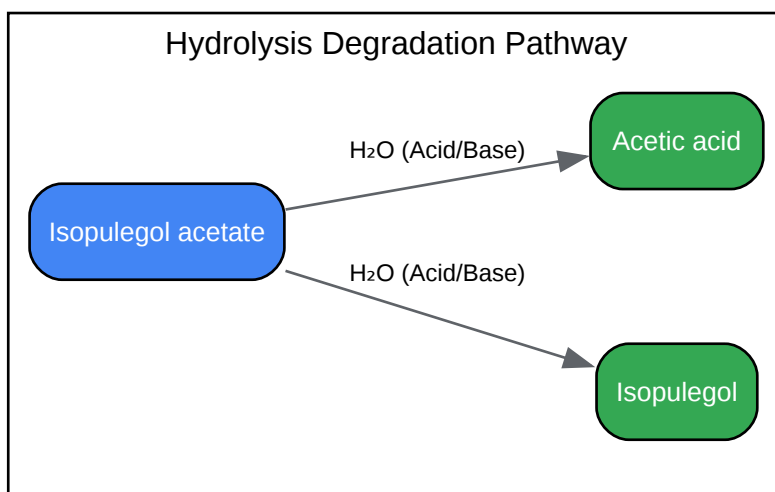 Hydrolysis Degradation Pathway
H₂O (Acid/Base)
Acetic acid
Isopulegol acetate
H₂O (Acid/Base)
Isopulegol